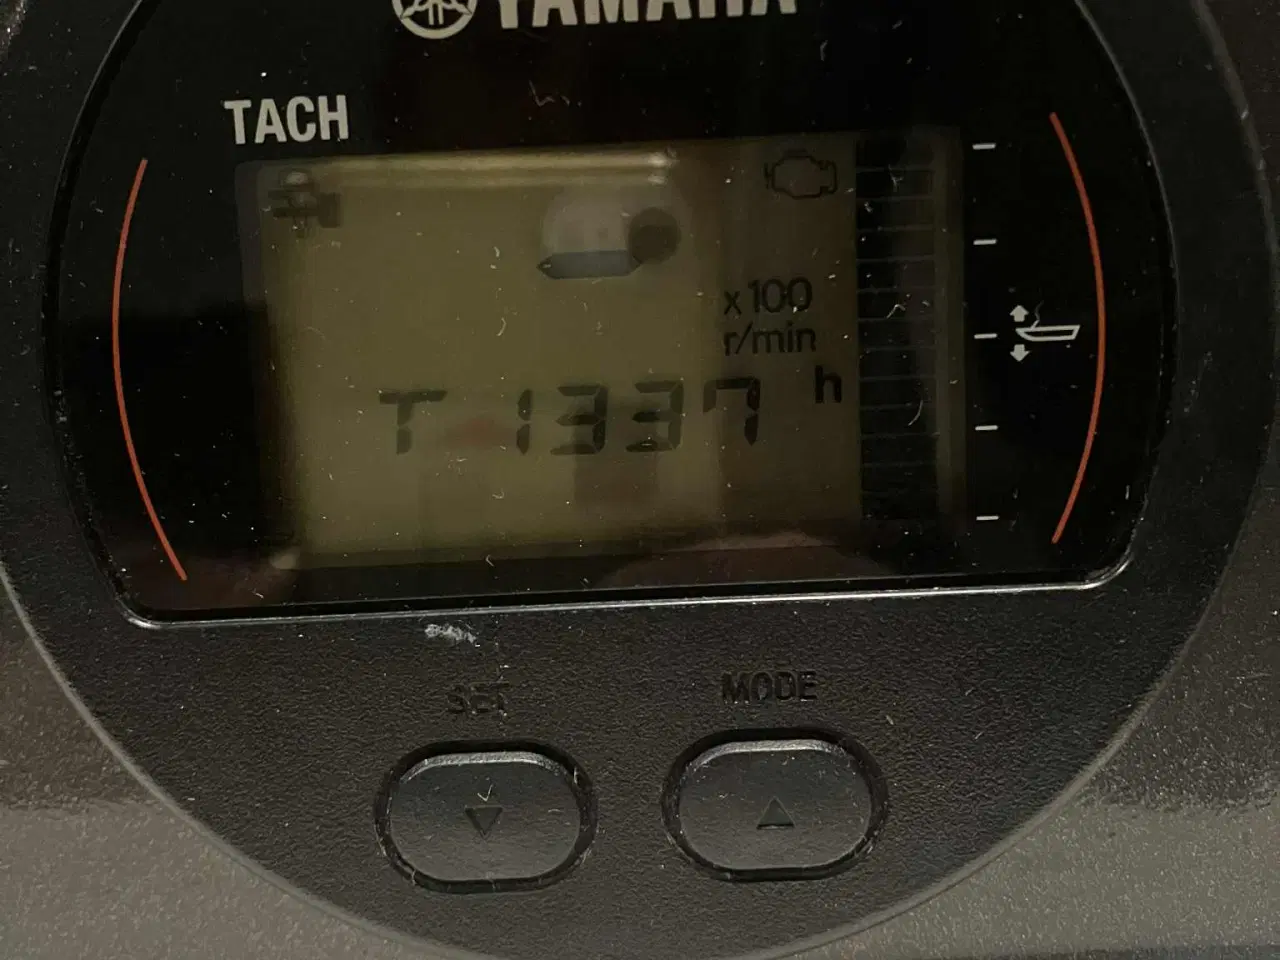 YAMAHA
TACH
x100
r/min
T 1337 h
SET MODE